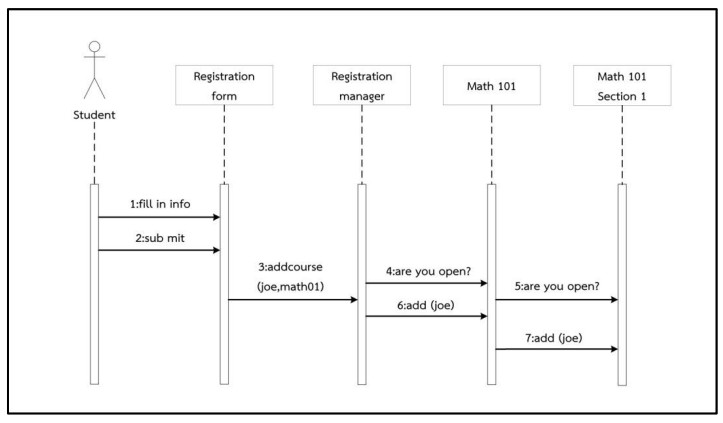 Student
Registration
form
Registration
manager
Math 101
Math 101
Section 1
1:fill in info
2:sub mit
3:addcourse
(joe,math01)
4:are you open?
5:are you open?
6:add (joe)
7:add (joe)